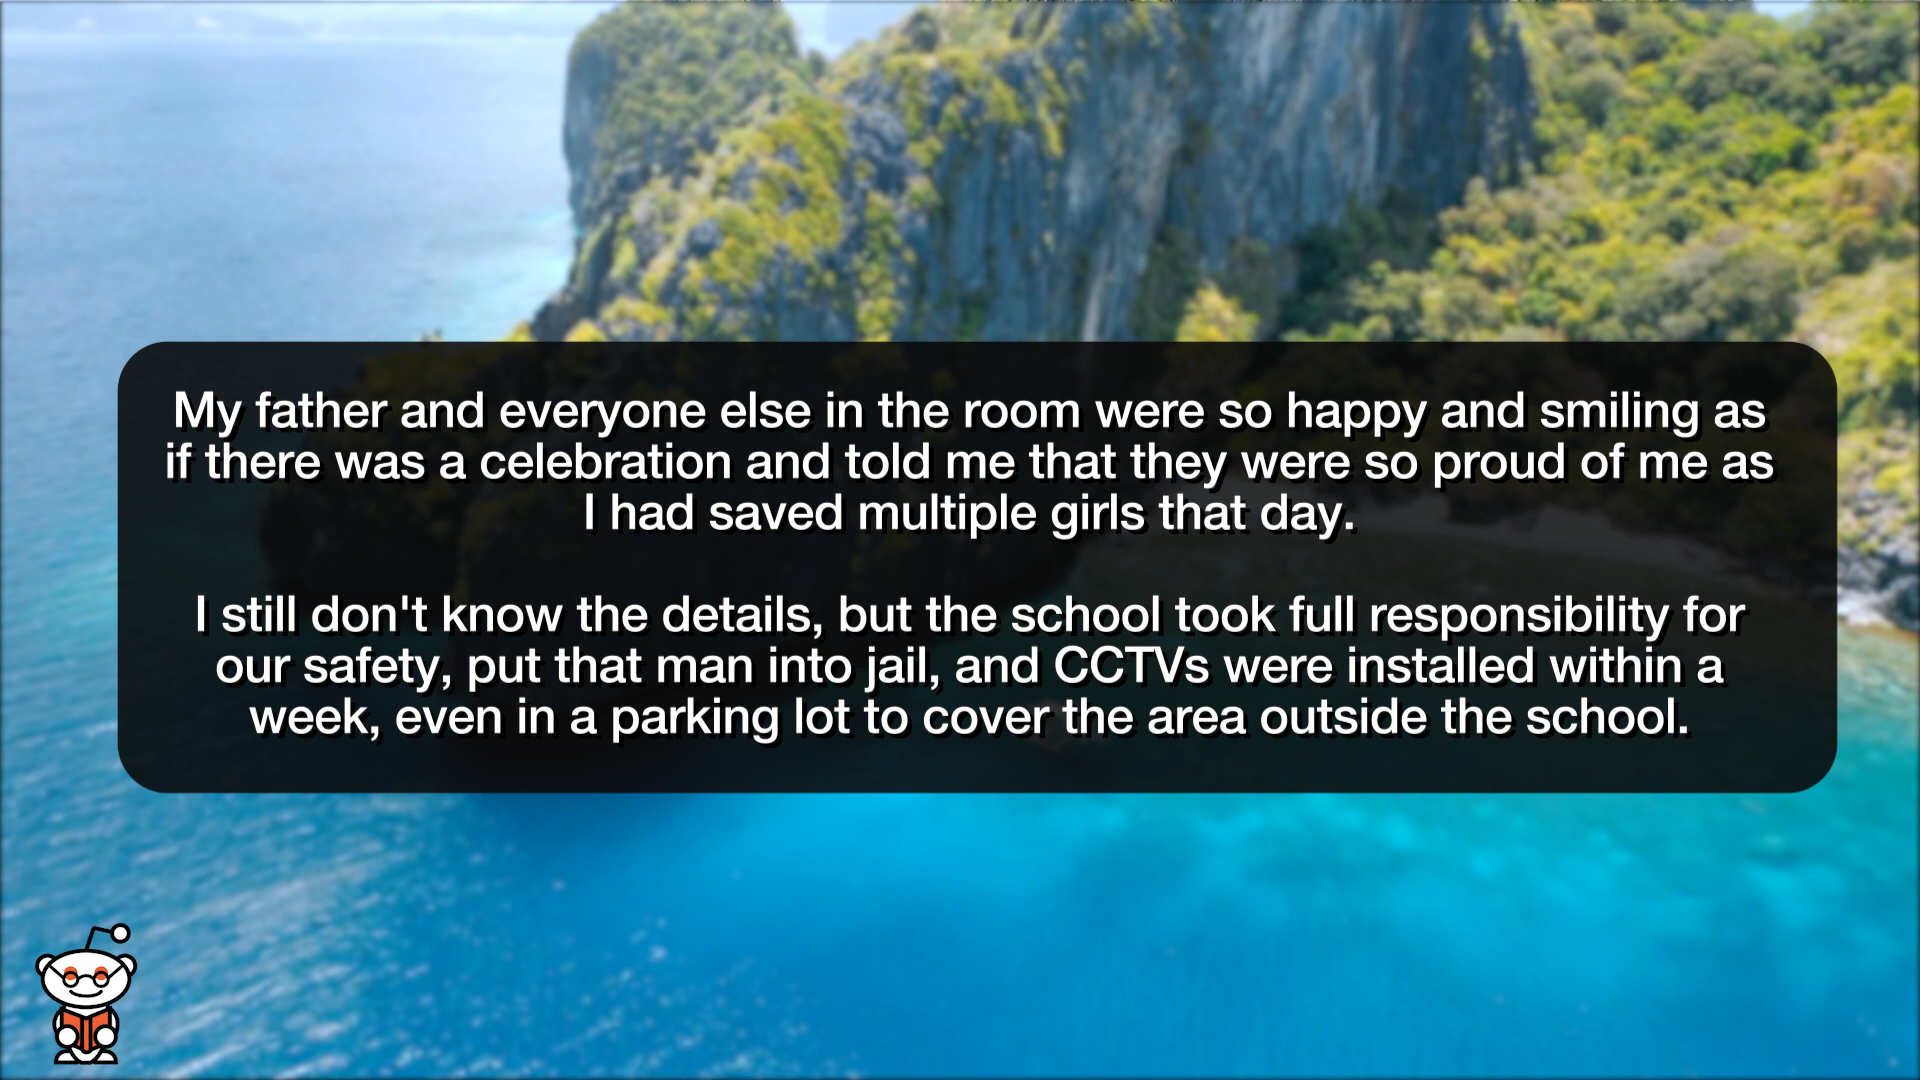 My father and everyone else in the room were so happy and smiling as
if there was a celebration and told me that they were so proud of me as
I had saved multiple girls that day.
I still don't know the details, but the school took full responsibility for
our safety, put that man into jail, and CCTVs were installed within a
week, even in a parking lot to cover the area outside the school.